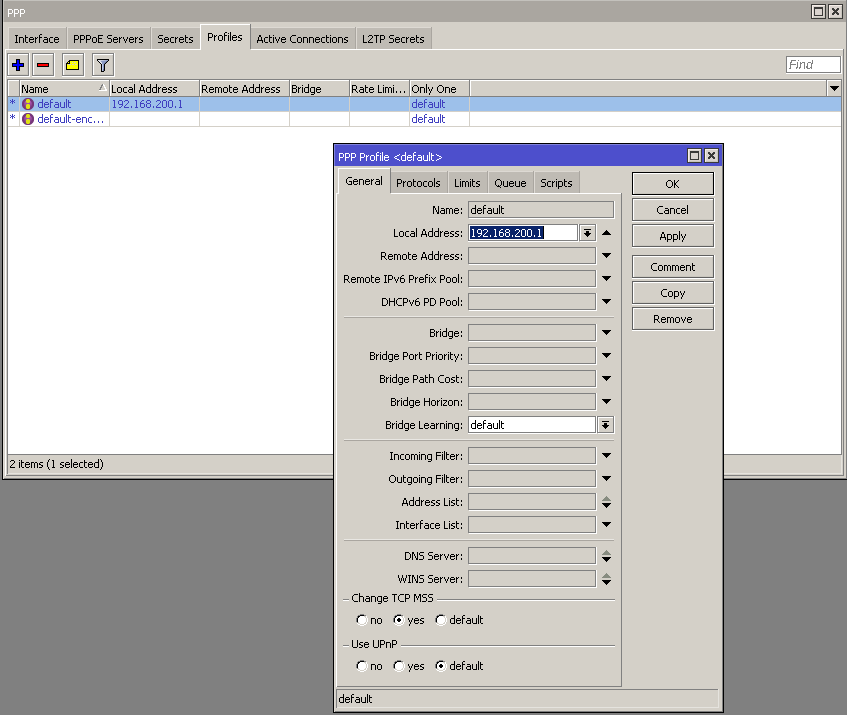 PPP
Interface PPPoE Servers Secrets Profiles Active Connections L2TP Secrets
Find
Name Local Address Remote Address Bridge Rate Limi... Only One
* default 192.168.200.1 default
* default-enc... default
2 items (1 selected)
PPP Profile <default>
General Protocols Limits Queue Scripts
Name: default
Local Address: 192.168.200.1
Remote Address:
Remote IPv6 Prefix Pool:
DHCPv6 PD Pool:
Bridge:
Bridge Port Priority:
Bridge Path Cost:
Bridge Horizon:
Bridge Learning: default
Incoming Filter:
Outgoing Filter:
Address List:
Interface List:
DNS Server:
WINS Server:
Change TCP MSS
no yes default
Use UPnP
no yes default
default
OK
Cancel
Apply
Comment
Copy
Remove